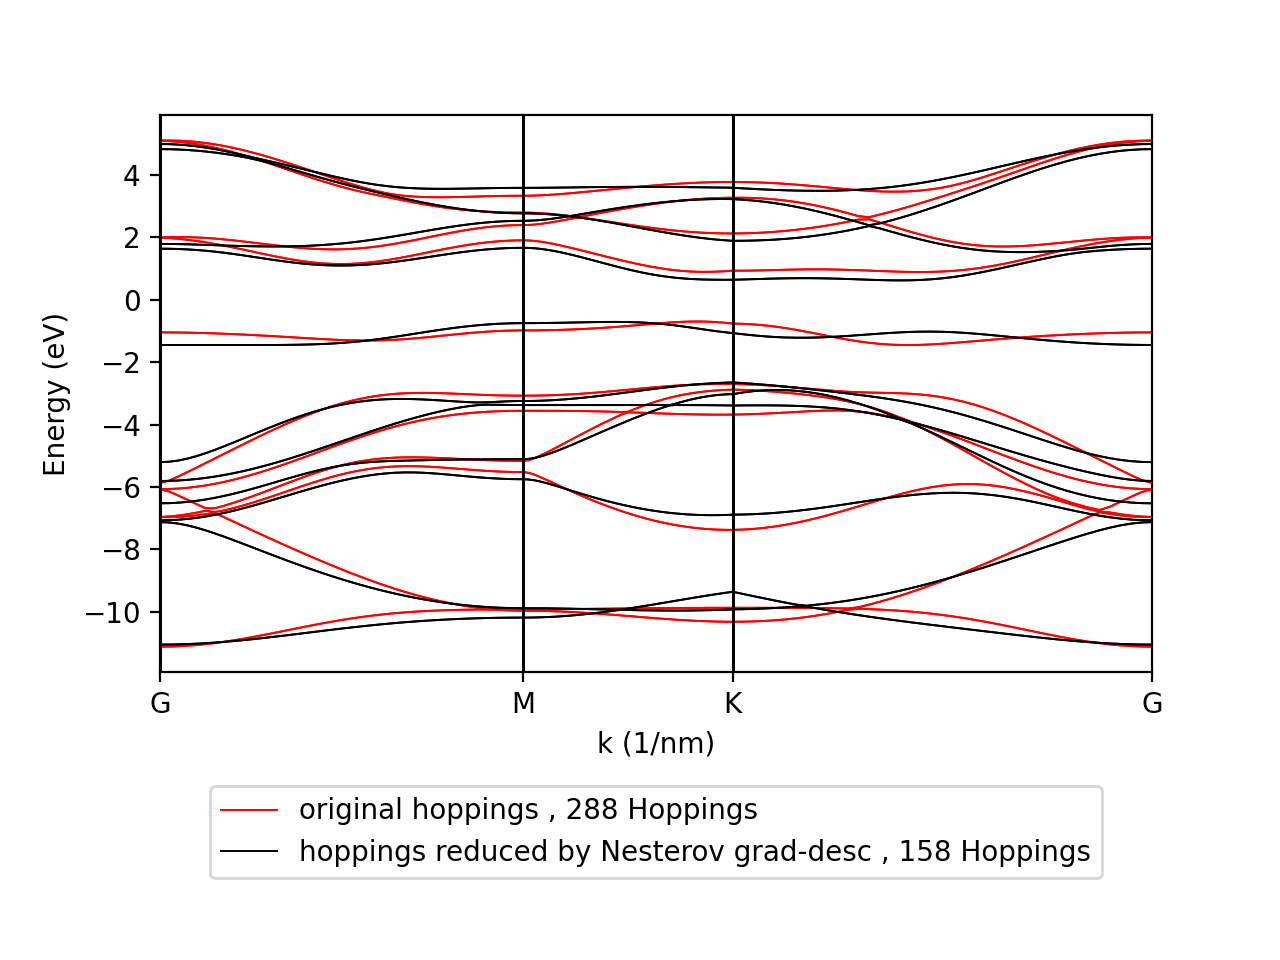 4
2
0
−2
−4
−6
−8
−10
Energy (eV)
G M K G
k (1/nm)
original hoppings , 288 Hoppings
hoppings reduced by Nesterov grad-desc , 158 Hoppings